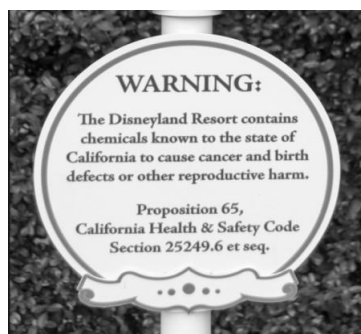 WARNING:
The Disneyland Resort contains
chemicals known to the state of
California to cause cancer and birth
defects or other reproductive harm.
Proposition 65,
California Health & Safety Code
Section 25249.6 et seq.